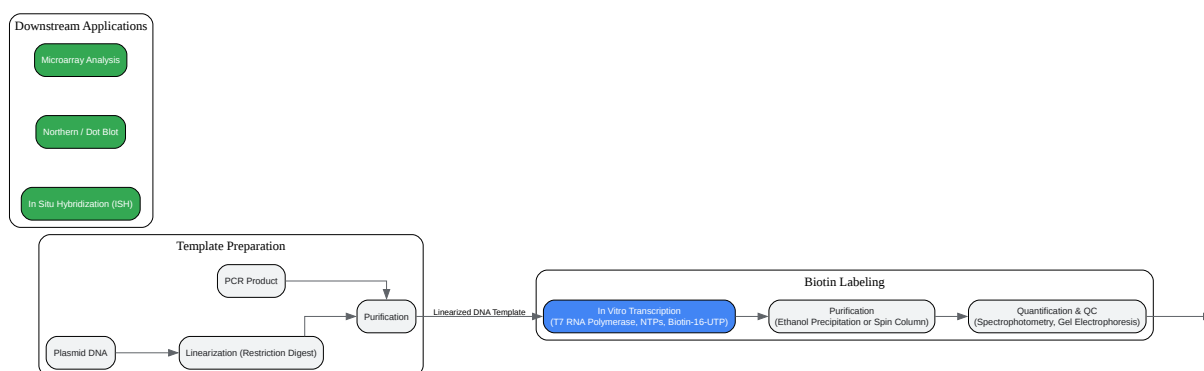 Downstream Applications
Microarray Analysis
Northern / Dot Blot
In Situ Hybridization (ISH)
Template Preparation
PCR Product
Purification
Plasmid DNA
Linearization (Restriction Digest)
Linearized DNA Template
Biotin Labeling
In Vitro Transcription
(T7 RNA Polymerase, NTPs, Biotin-16-UTP)
Purification
(Ethanol Precipitation or Spin Column)
Quantification & QC
(Spectrophotometry, Gel Electrophoresis)